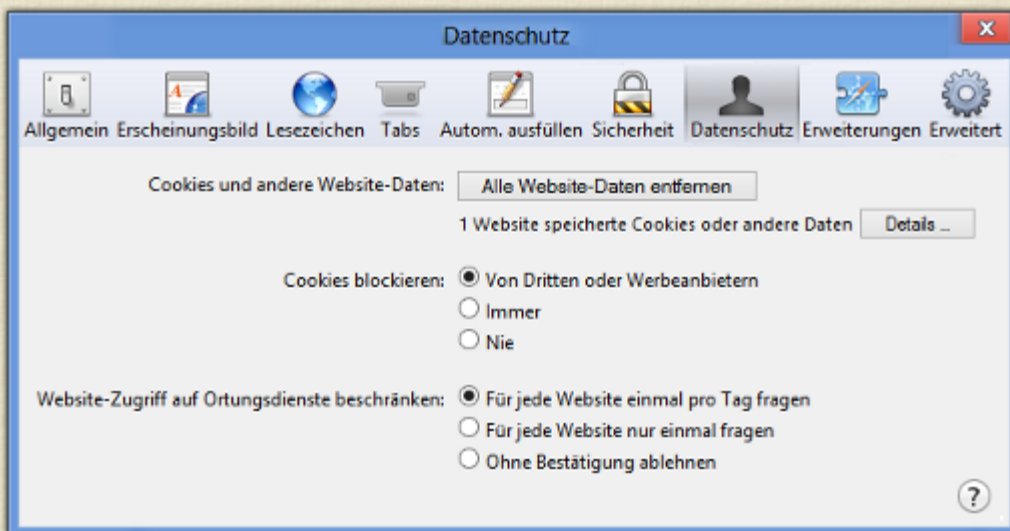 Datenschutz
x
Allgemein Erscheinungsbild Lesezeichen Tabs Autom. ausfüllen Sicherheit Datenschutz Erweiterungen Erweitert
Cookies und andere Website-Daten: Alle Website-Daten entfernen
1 Website speicherte Cookies oder andere Daten Details ...
Cookies blockieren: Von Dritten oder Werbeanbietern
Immer
Nie
Website-Zugriff auf Ortungsdienste beschränken: Für jede Website einmal pro Tag fragen
Für jede Website nur einmal fragen
Ohne Bestätigung ablehnen
?